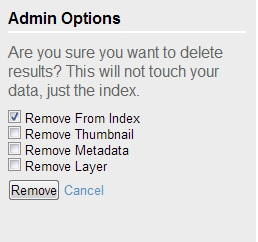 Admin Options
Are you sure you want to delete
results? This will not touch your
data, just the index.
Remove From Index
Remove Thumbnail
Remove Metadata
Remove Layer
Remove Cancel